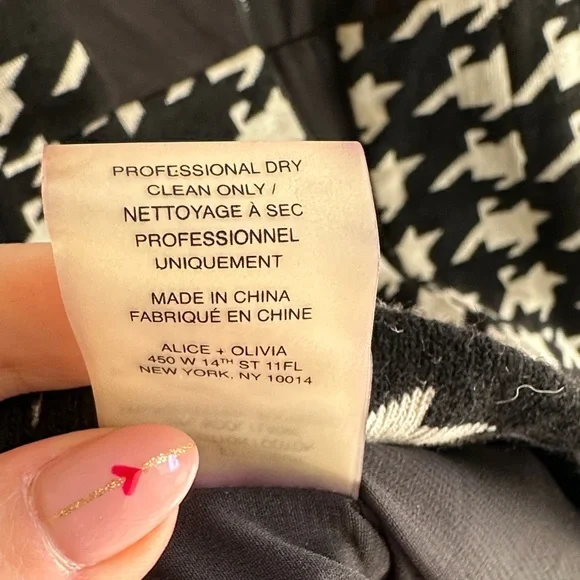 PROFESSIONAL DRY
CLEAN ONLY /
NETTOYAGE À SEC
PROFESSIONNEL
UNIQUEMENT
MADE IN CHINA
FABRIQUÉ EN CHINE
ALICE + OLIVIA
450 W 14TH ST 11FL
NEW YORK, NY 10014